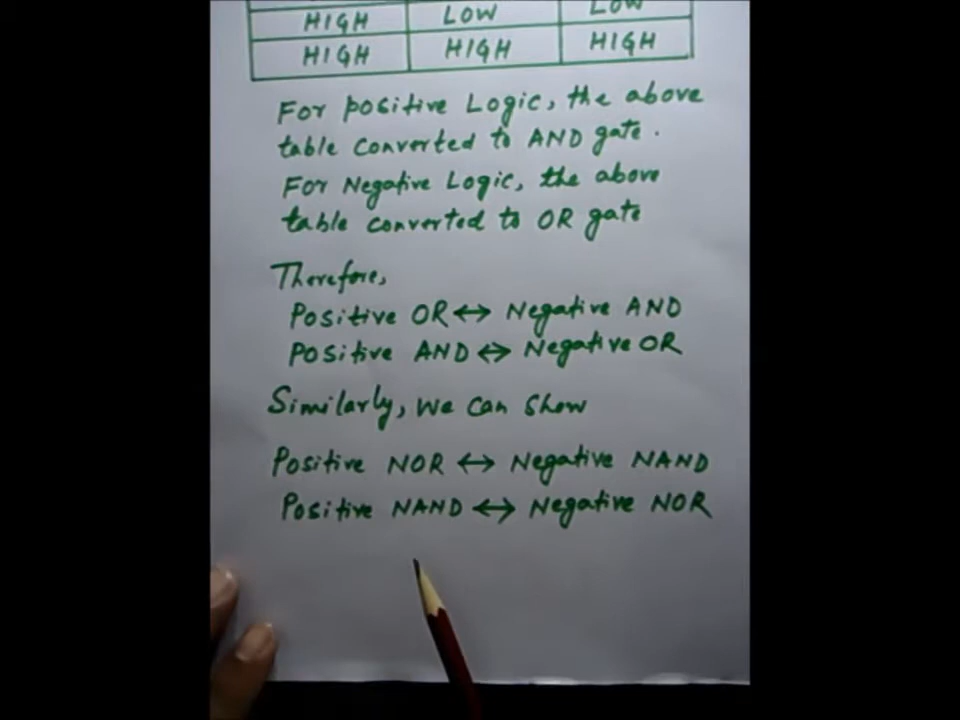 HIGH LOW LOW
HIGH HIGH HIGH
For positive Logic, the above
table converted to AND gate.
For Negative Logic, the above
table converted to OR gate
Therefore,
Positive OR ↔ Negative AND
Positive AND ↔ Negative OR
Similarly, we can show
Positive NOR ↔ Negative NAND
Positive NAND ↔ Negative NOR